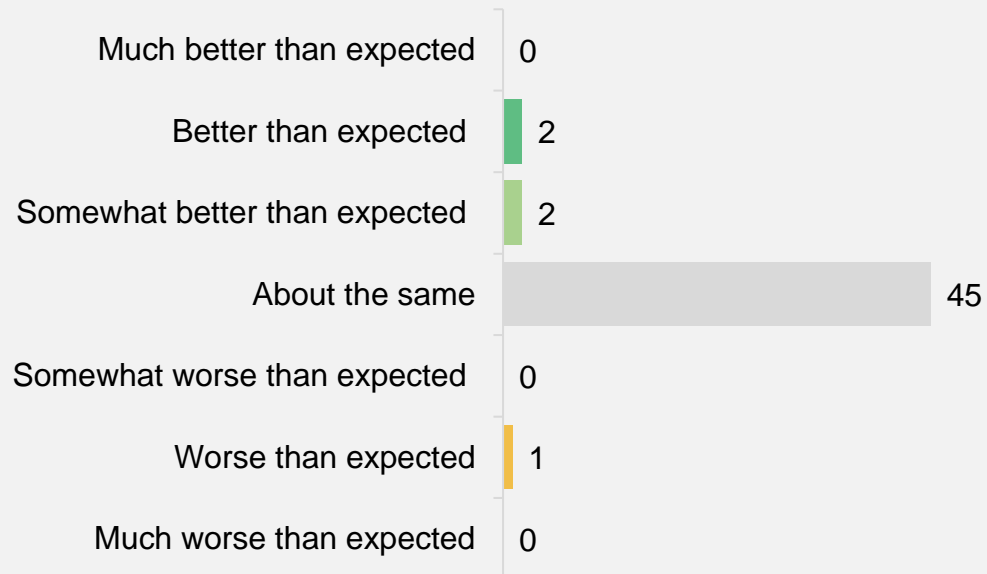 Much better than expected 0
Better than expected 2
Somewhat better than expected 2
About the same 45
Somewhat worse than expected 0
Worse than expected 1
Much worse than expected 0